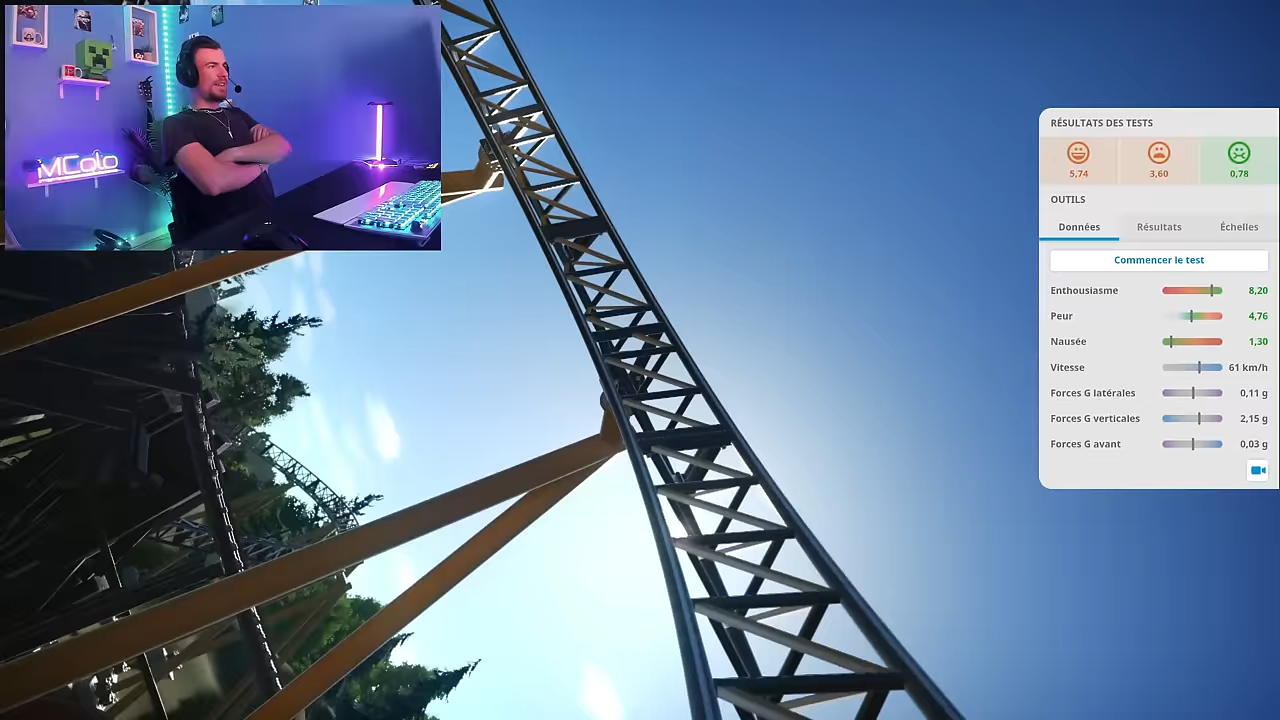 MColo
RÉSULTATS DES TESTS
5,74 3,60 0,78
OUTILS
Données Résultats Échelles
Commencer le test
Enthousiasme 8,20
Peur 4,76
Nausée 1,30
Vitesse 61 km/h
Forces G latérales 0,11 g
Forces G verticales 2,15 g
Forces G avant 0,03 g